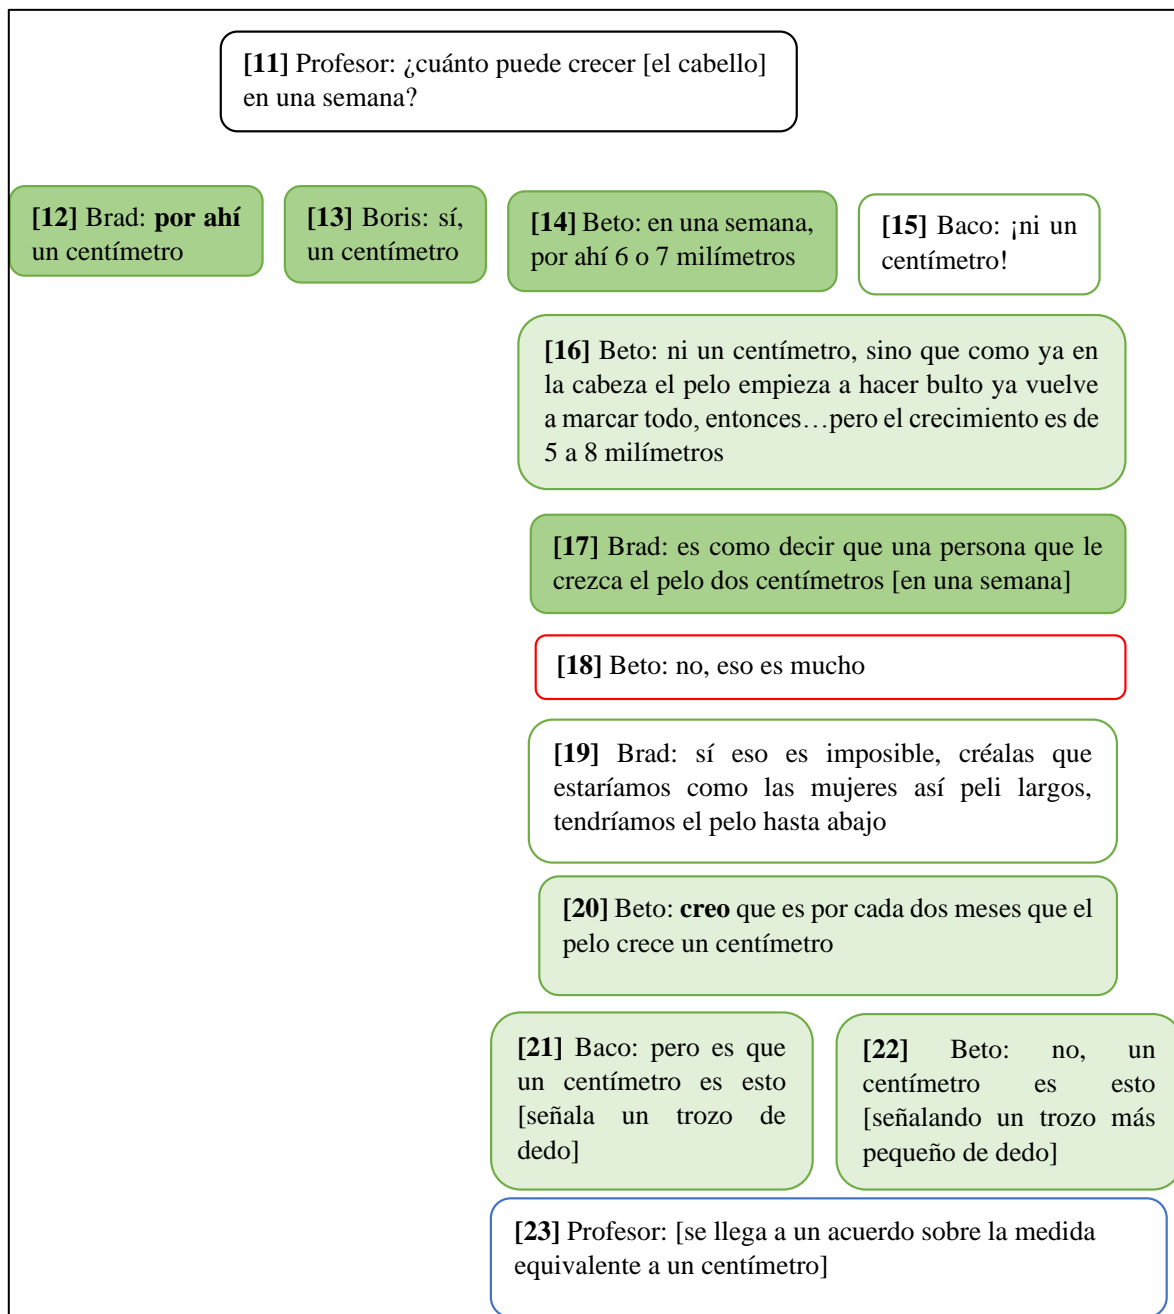 [11] Profesor: ¿cuánto puede crecer [el cabello]
en una semana?
[12] Brad: por ahí
un centímetro
[13] Boris: sí,
un centímetro
[14] Beto: en una semana,
por ahí 6 o 7 milímetros
[15] Baco: ¡ni un
centímetro!
[16] Beto: ni un centímetro, sino que como ya en
la cabeza el pelo empieza a hacer bulto ya vuelve
a marcar todo, entonces…pero el crecimiento es de
5 a 8 milímetros
[17] Brad: es como decir que una persona que le
crezca el pelo dos centímetros [en una semana]
[18] Beto: no, eso es mucho
[19] Brad: sí eso es imposible, créalas que
estaríamos como las mujeres así peli largos,
tendríamos el pelo hasta abajo
[20] Beto: creo que es por cada dos meses que el
pelo crece un centímetro
[21] Baco: pero es que
un centímetro es esto
[señala un trozo de
dedo]
[22] Beto: no, un
centímetro es esto
[señalando un trozo más
pequeño de dedo]
[23] Profesor: [se llega a un acuerdo sobre la medida
equivalente a un centímetro]